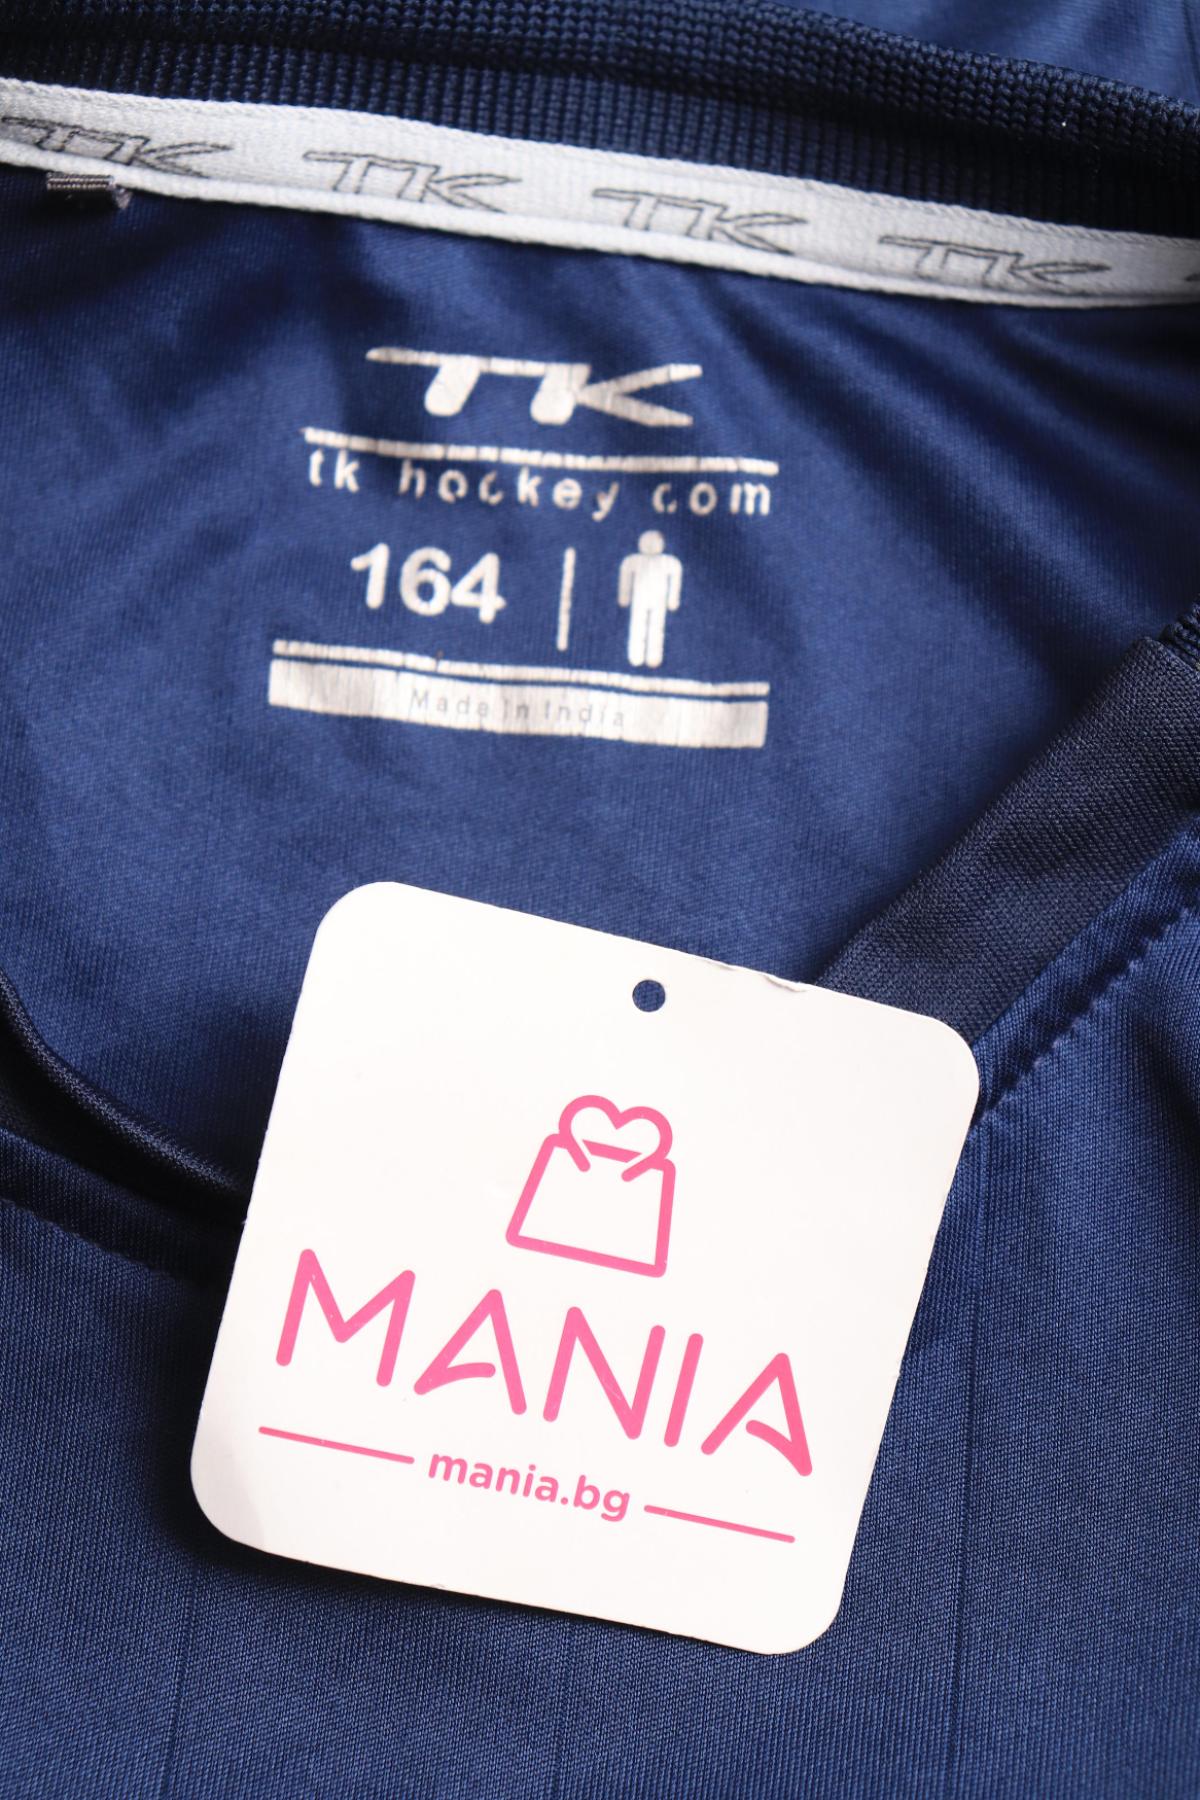 TK TK TK TK
TK
tk hockey com
164
Made in India
MANIA
mania.bg